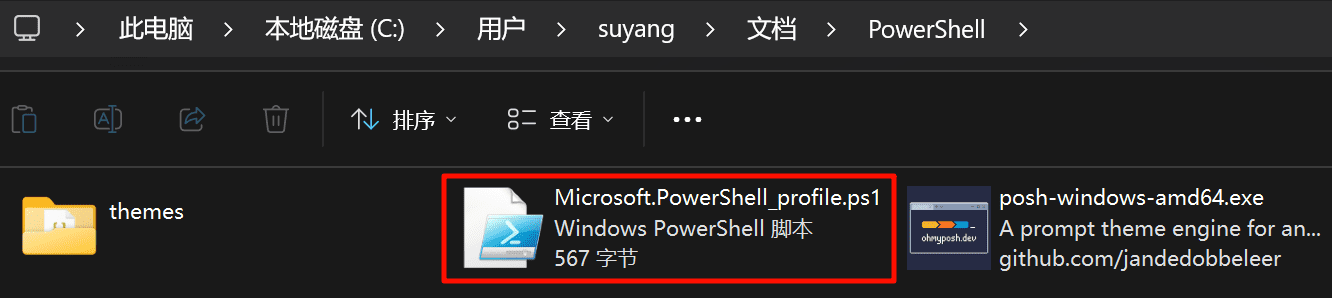 此电脑 > 本地磁盘 (C:) > 用户 > suyang > 文档 > PowerShell >
排序 查看 ...
themes
Microsoft.PowerShell_profile.ps1
Windows PowerShell 脚本
567 字节
ohmyposh.dev
posh-windows-amd64.exe
A prompt theme engine for an...
github.com/jandedobbeleer